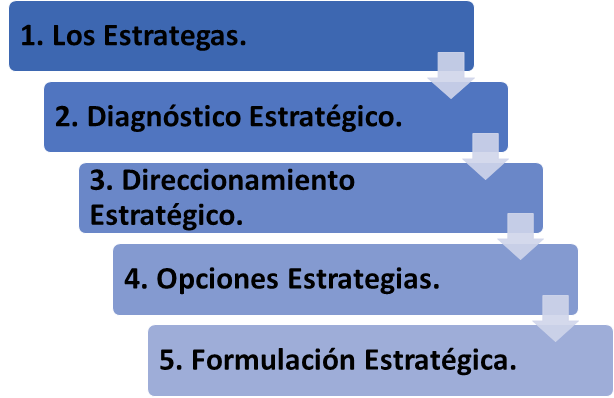 1. Los Estrategas.
2. Diagnóstico Estratégico.
3. Direccionamiento
Estratégico.
4. Opciones Estrategias.
5. Formulación Estratégica.